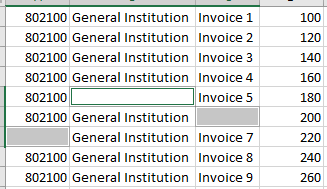 802100 General Institution Invoice 1 100
802100 General Institution Invoice 2 120
802100 General Institution Invoice 3 140
802100 General Institution Invoice 4 160
802100 Invoice 5 180
802100 General Institution 200
General Institution Invoice 7 220
802100 General Institution Invoice 8 240
802100 General Institution Invoice 9 260